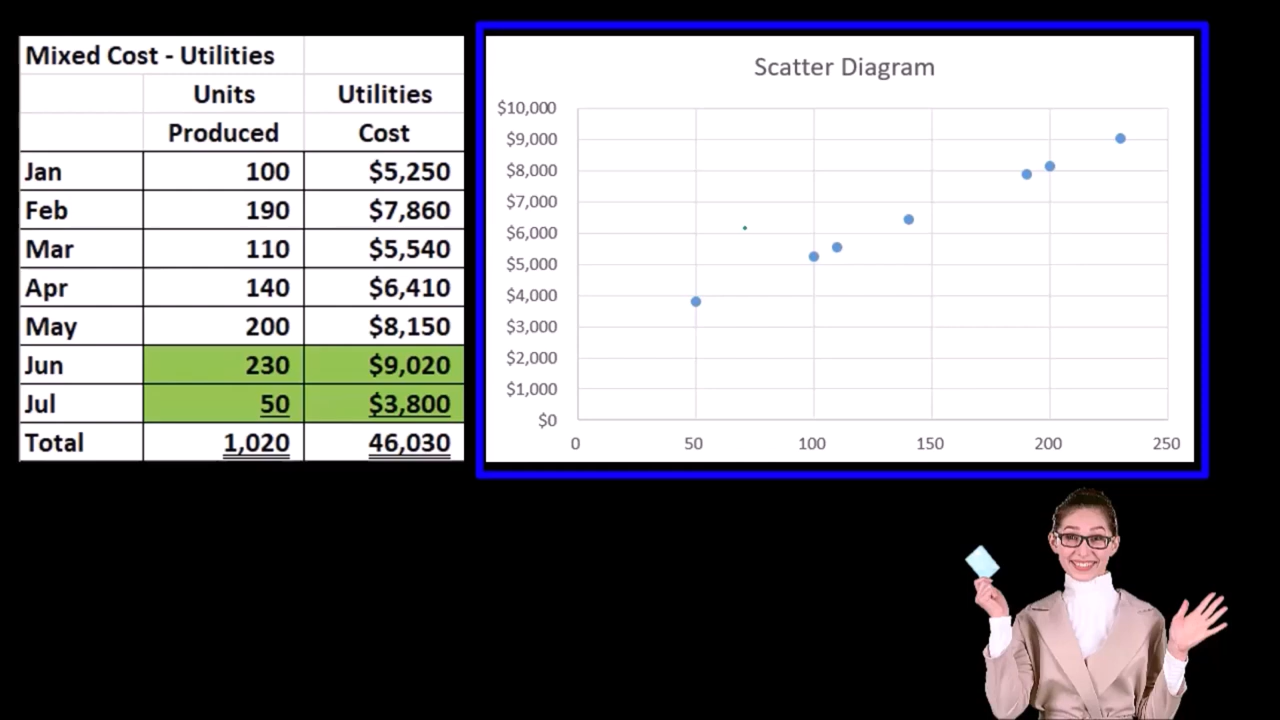 Mixed Cost - Utilities
Units Utilities
Produced Cost
Jan 100 $5,250
Feb 190 $7,860
Mar 110 $5,540
Apr 140 $6,410
May 200 $8,150
Jun 230 $9,020
Jul 50 $3,800
Total 1,020 46,030
Scatter Diagram
$10,000
$9,000
$8,000
$7,000
$6,000
$5,000
$4,000
$3,000
$2,000
$1,000
$0
0 50 100 150 200 250